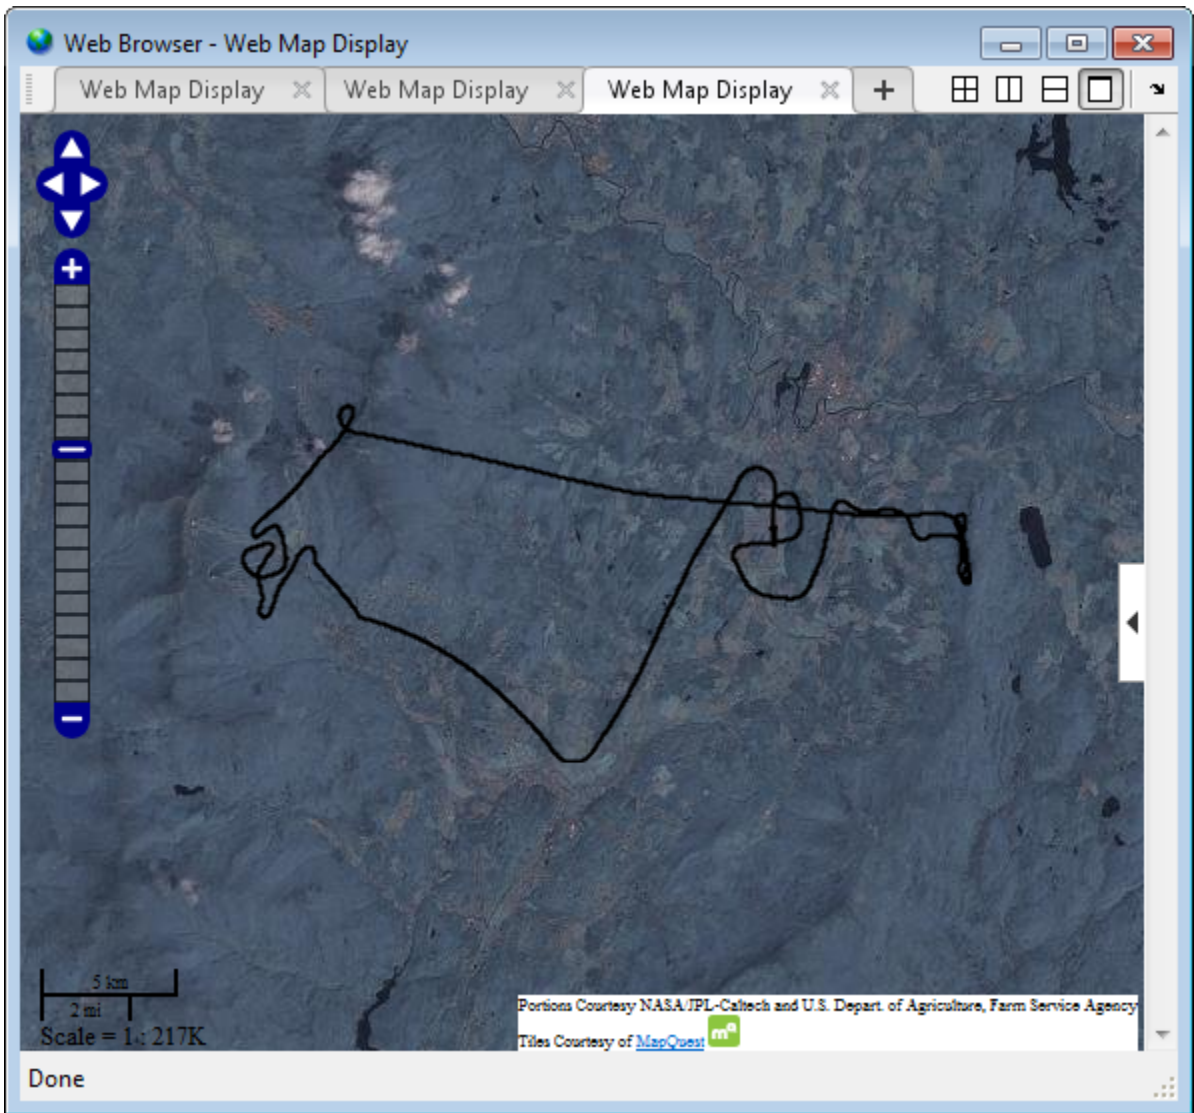 Web Browser - Web Map Display
Web Map Display
Web Map Display
Web Map Display
5 km
2 mi
Scale = 1 : 217K
Portions Courtesy NASA/JPL-Caltech and U.S. Depart. of Agriculture, Farm Service Agency
Tiles Courtesy of MapQuest mq
Done